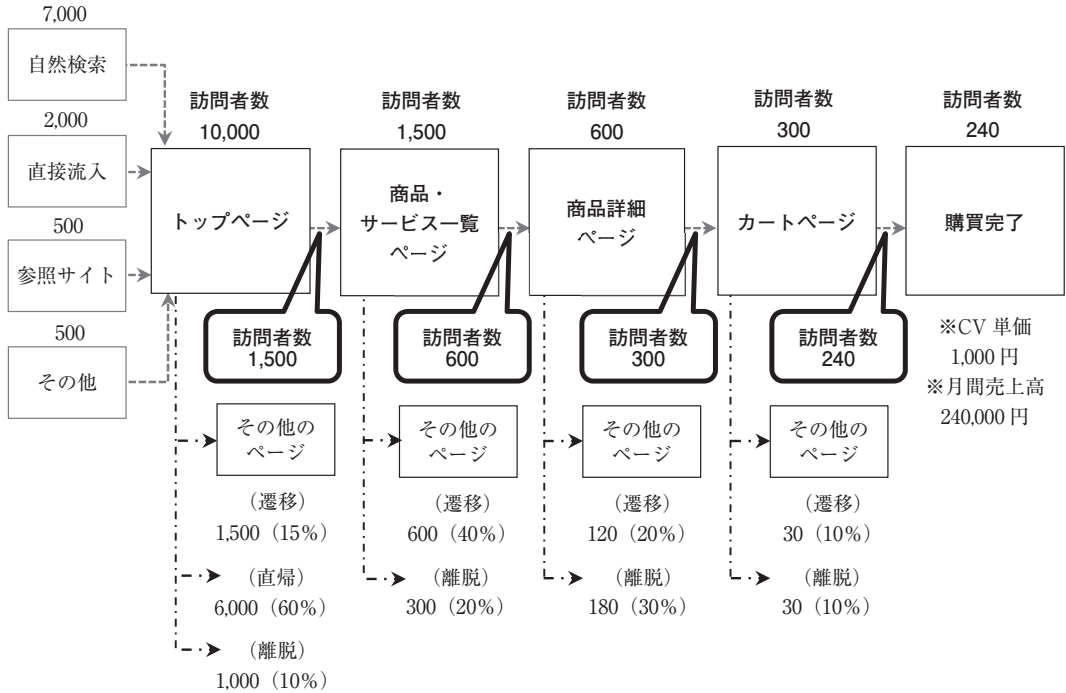 7,000
自然検索
2,000
直接流入
500
参照サイト
500
その他
訪問者数
10,000
トップページ
訪問者数
1,500
商品・
サービス一覧
ページ
訪問者数
600
商品詳細
ページ
訪問者数
300
カートページ
訪問者数
240
購買完了
訪問者数
1,500
訪問者数
600
訪問者数
300
訪問者数
240
※CV 単価
1,000 円
※月間売上高
240,000 円
その他の
ページ
（遷移）
1,500（15%）
（直帰）
6,000（60%）
（離脱）
1,000（10%）
その他の
ページ
（遷移）
600（40%）
（離脱）
300（20%）
その他の
ページ
（遷移）
120（20%）
（離脱）
180（30%）
その他の
ページ
（遷移）
30（10%）
（離脱）
30（10%）